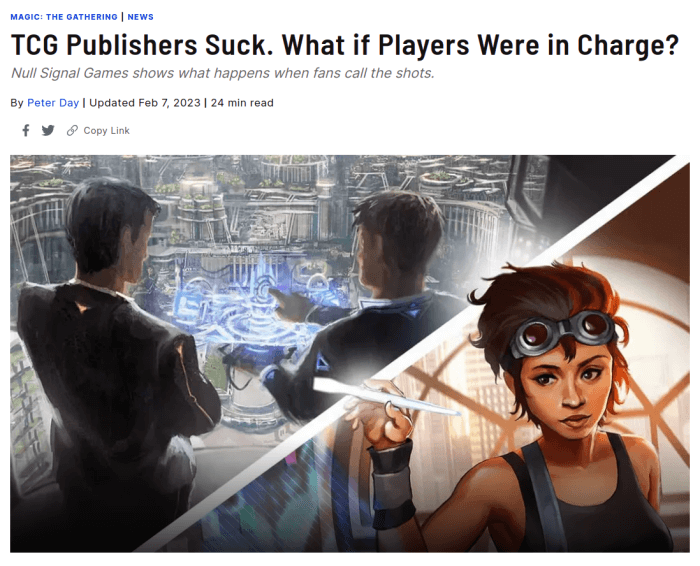 MAGIC: THE GATHERING | NEWS
TCG Publishers Suck. What if Players Were in Charge?
Null Signal Games shows what happens when fans call the shots.
By Peter Day | Updated Feb 7, 2023 | 24 min read
Copy Link